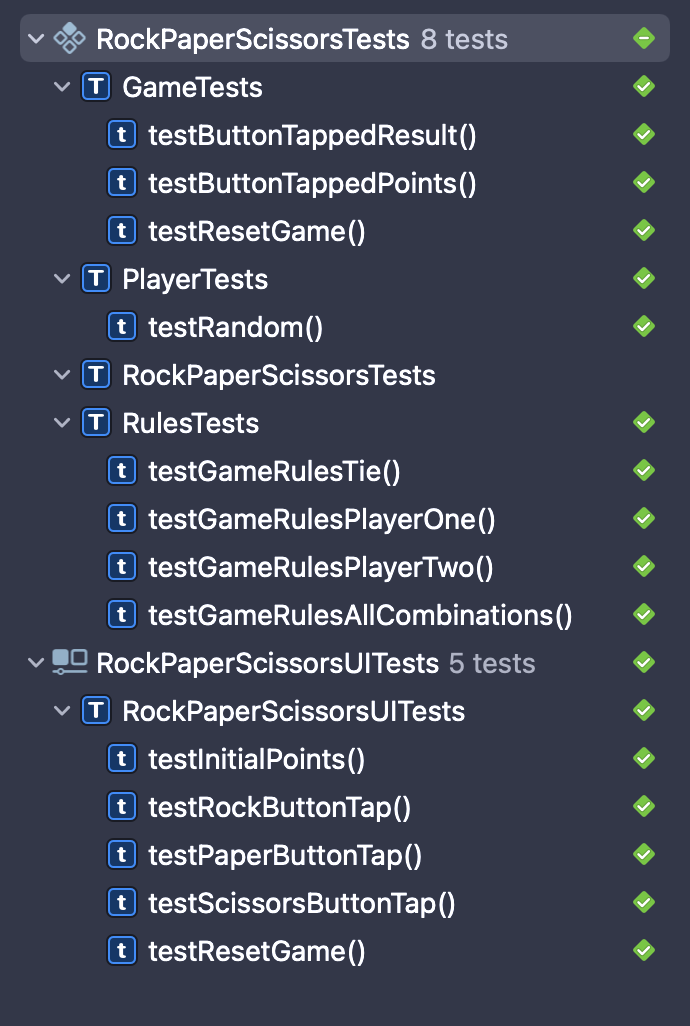 RockPaperScissorsTests 8 tests
T GameTests
t testButtonTappedResult()
t testButtonTappedPoints()
t testResetGame()
T PlayerTests
t testRandom()
T RockPaperScissorsTests
T RulesTests
t testGameRulesTie()
t testGameRulesPlayerOne()
t testGameRulesPlayerTwo()
t testGameRulesAllCombinations()
RockPaperScissorsUITests 5 tests
T RockPaperScissorsUITests
t testInitialPoints()
t testRockButtonTap()
t testPaperButtonTap()
t testScissorsButtonTap()
t testResetGame()